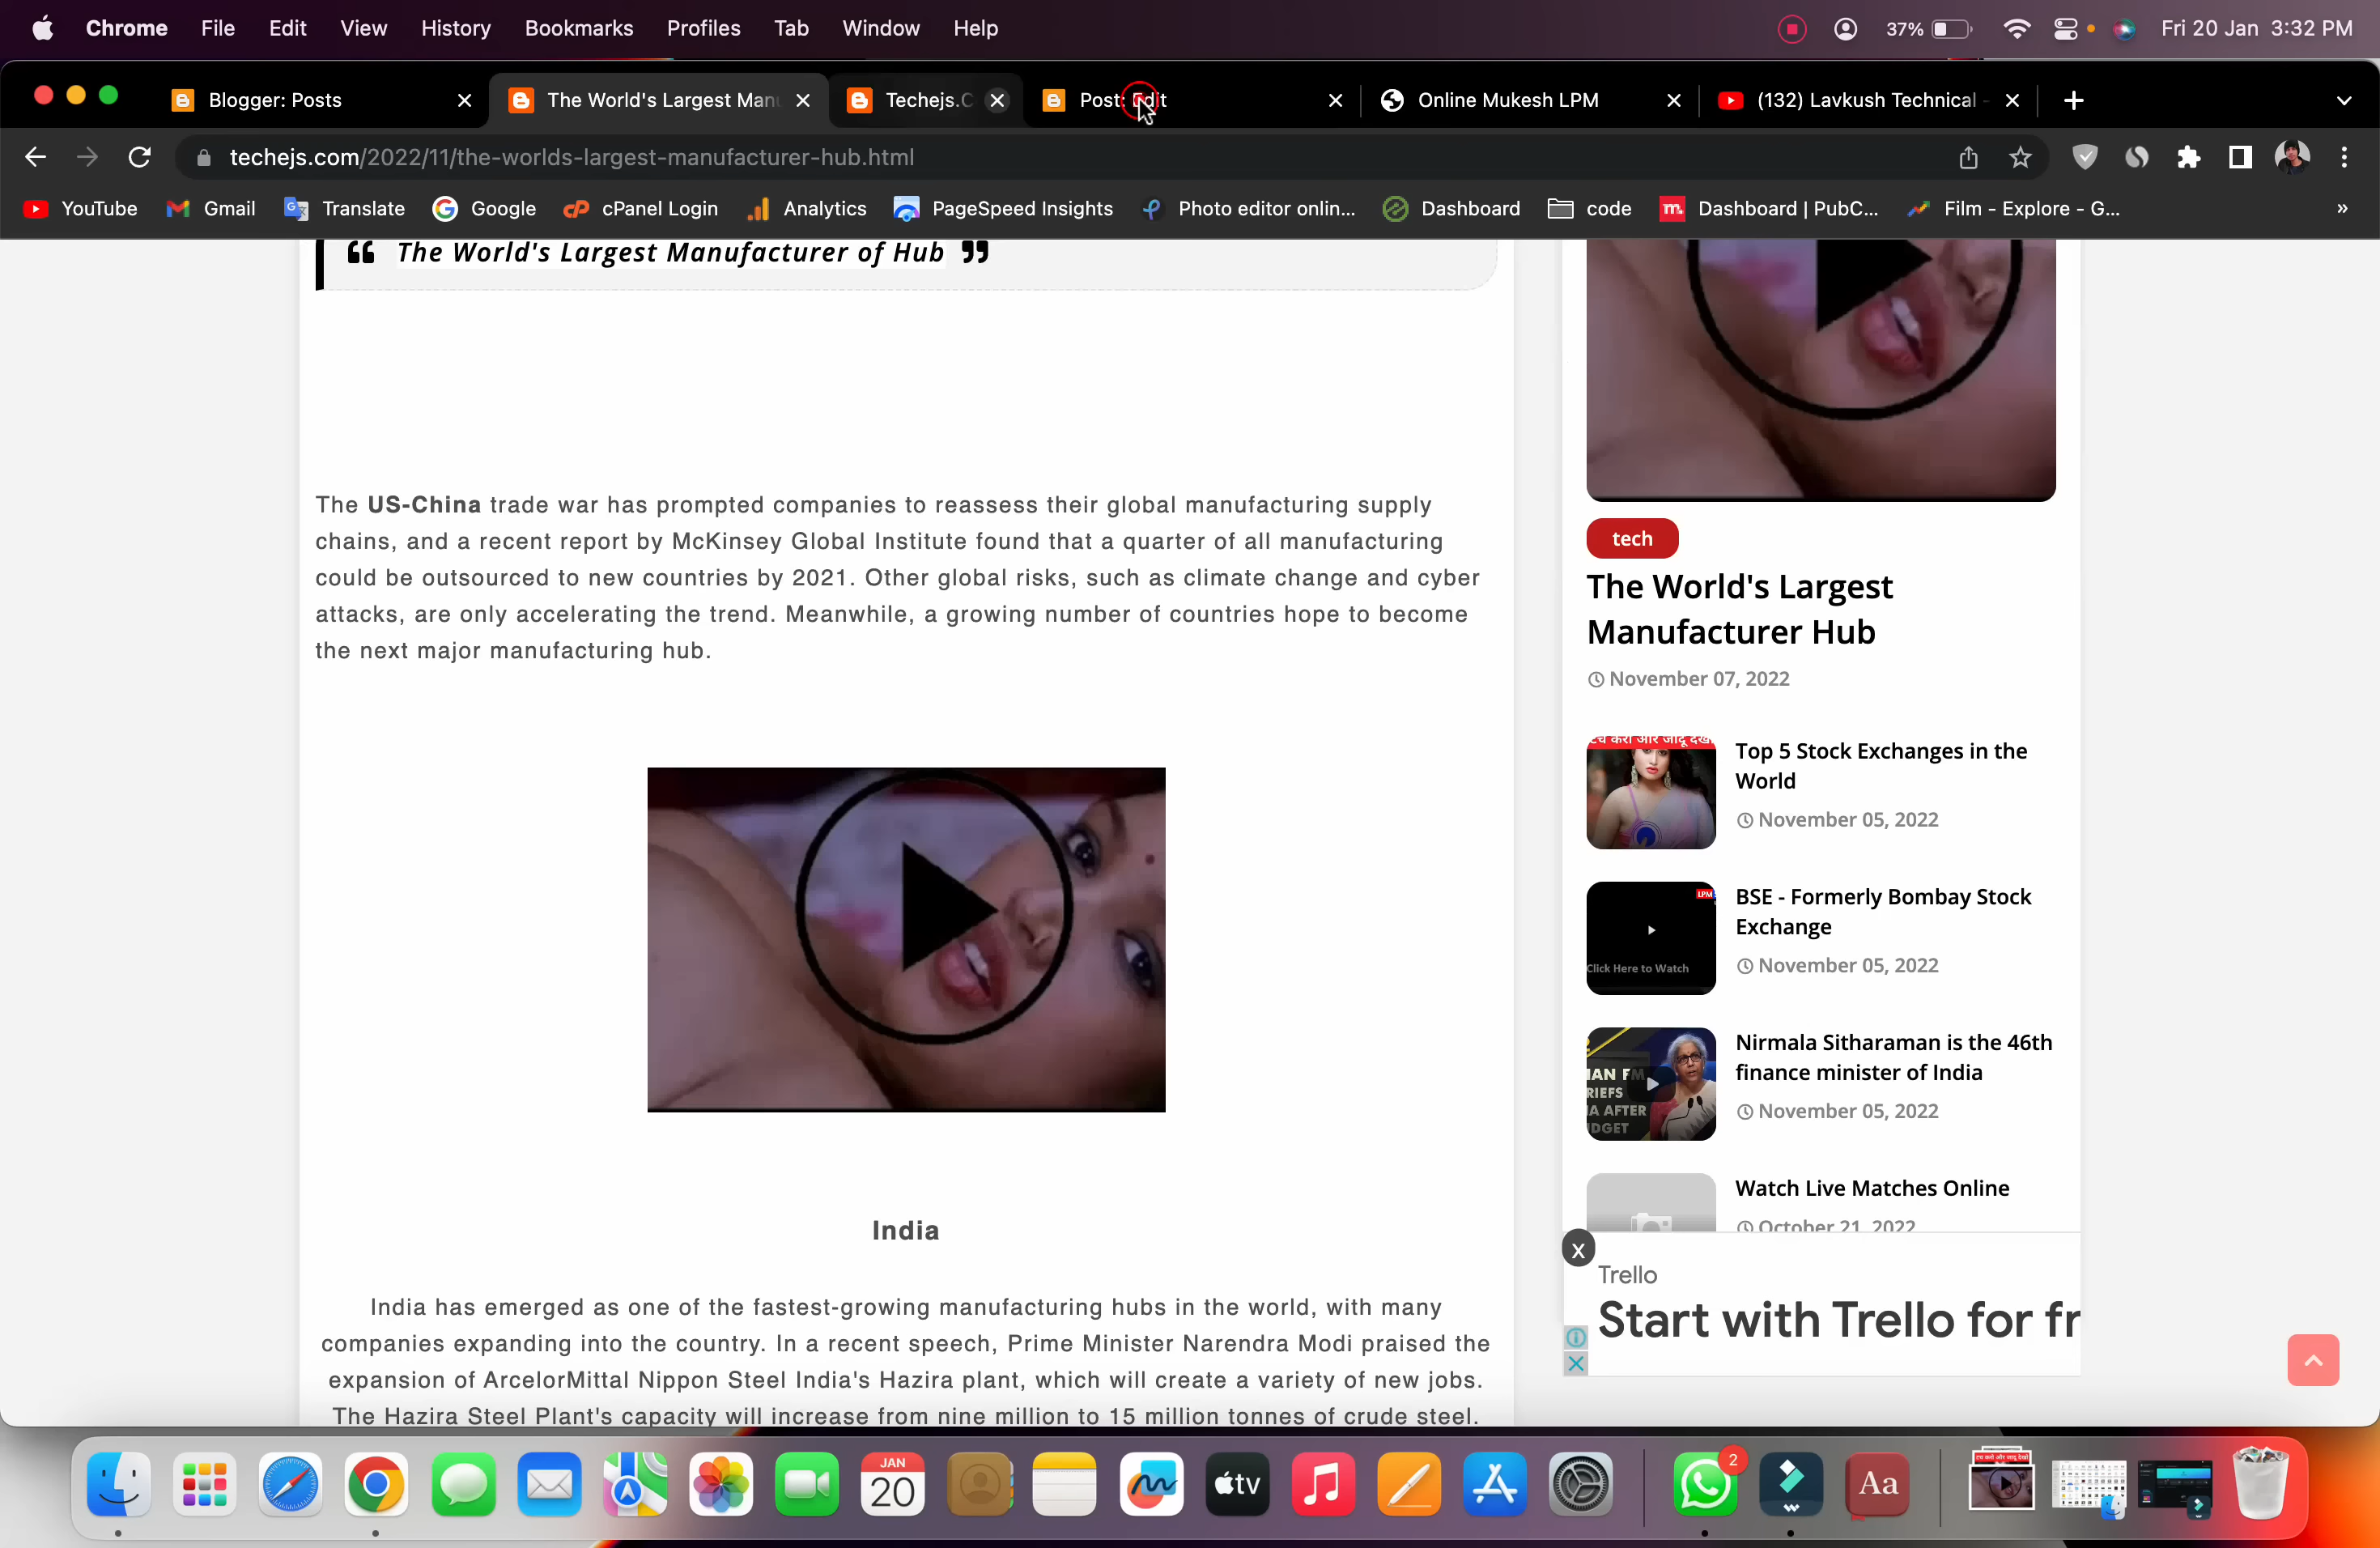 Chrome File Edit View History Bookmarks Profiles Tab Window Help 37% Fri 20 Jan 3:32 PM
Blogger: Posts The World's Largest Man Techejs.C Post: Edit Online Mukesh LPM (132) Lavkush Technical -
techejs.com/2022/11/the-worlds-largest-manufacturer-hub.html
YouTube Gmail Translate Google cPanel Login Analytics PageSpeed Insights Photo editor onlin... Dashboard code Dashboard | PubC... Film - Explore - G... »
❝ The World's Largest Manufacturer of Hub ❞
The US-China trade war has prompted companies to reassess their global manufacturing supply
chains, and a recent report by McKinsey Global Institute found that a quarter of all manufacturing
could be outsourced to new countries by 2021. Other global risks, such as climate change and cyber
attacks, are only accelerating the trend. Meanwhile, a growing number of countries hope to become
the next major manufacturing hub.
India
India has emerged as one of the fastest-growing manufacturing hubs in the world, with many
companies expanding into the country. In a recent speech, Prime Minister Narendra Modi praised the
expansion of ArcelorMittal Nippon Steel India's Hazira plant, which will create a variety of new jobs.
The Hazira Steel Plant's capacity will increase from nine million to 15 million tonnes of crude steel.
tech
The World's Largest
Manufacturer Hub
November 07, 2022
Top 5 Stock Exchanges in the
World
November 05, 2022
LPM
Click Here to Watch
BSE - Formerly Bombay Stock
Exchange
November 05, 2022
IAN FM
RIEFS
IA AFTER
IDGET
Nirmala Sitharaman is the 46th
finance minister of India
November 05, 2022
Watch Live Matches Online
October 21, 2022
x
Trello
Start with Trello for fr
JAN
20
tv
2
Aa